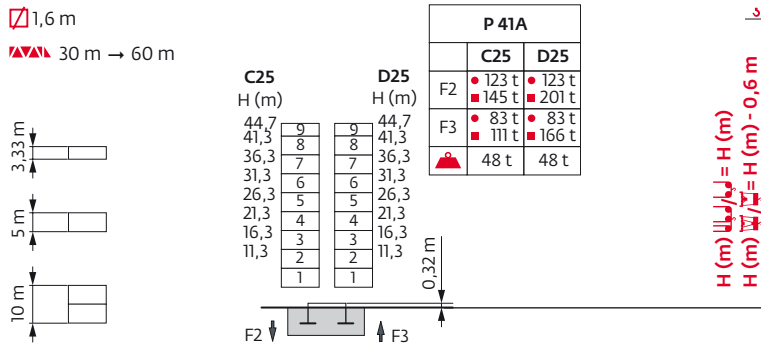 1,6 m
30 m → 60 m
3,33 m
5 m
10 m
C25
H (m)
44,7
41,3
36,3
31,3
26,3
21,3
16,3
11,3
9
8
7
6
5
4
3
2
1
D25
H (m)
44,7
41,3
36,3
31,3
26,3
21,3
16,3
11,3
9
8
7
6
5
4
3
2
1
0,32 m
F2
F3
P 41A
C25 D25
F2 ● 123 t ● 123 t
■ 145 t ■ 201 t
F3 ● 83 t ● 83 t
■ 111 t ■ 166 t
48 t 48 t
H (m) / = H (m)
H (m) / = H (m) - 0,6 m